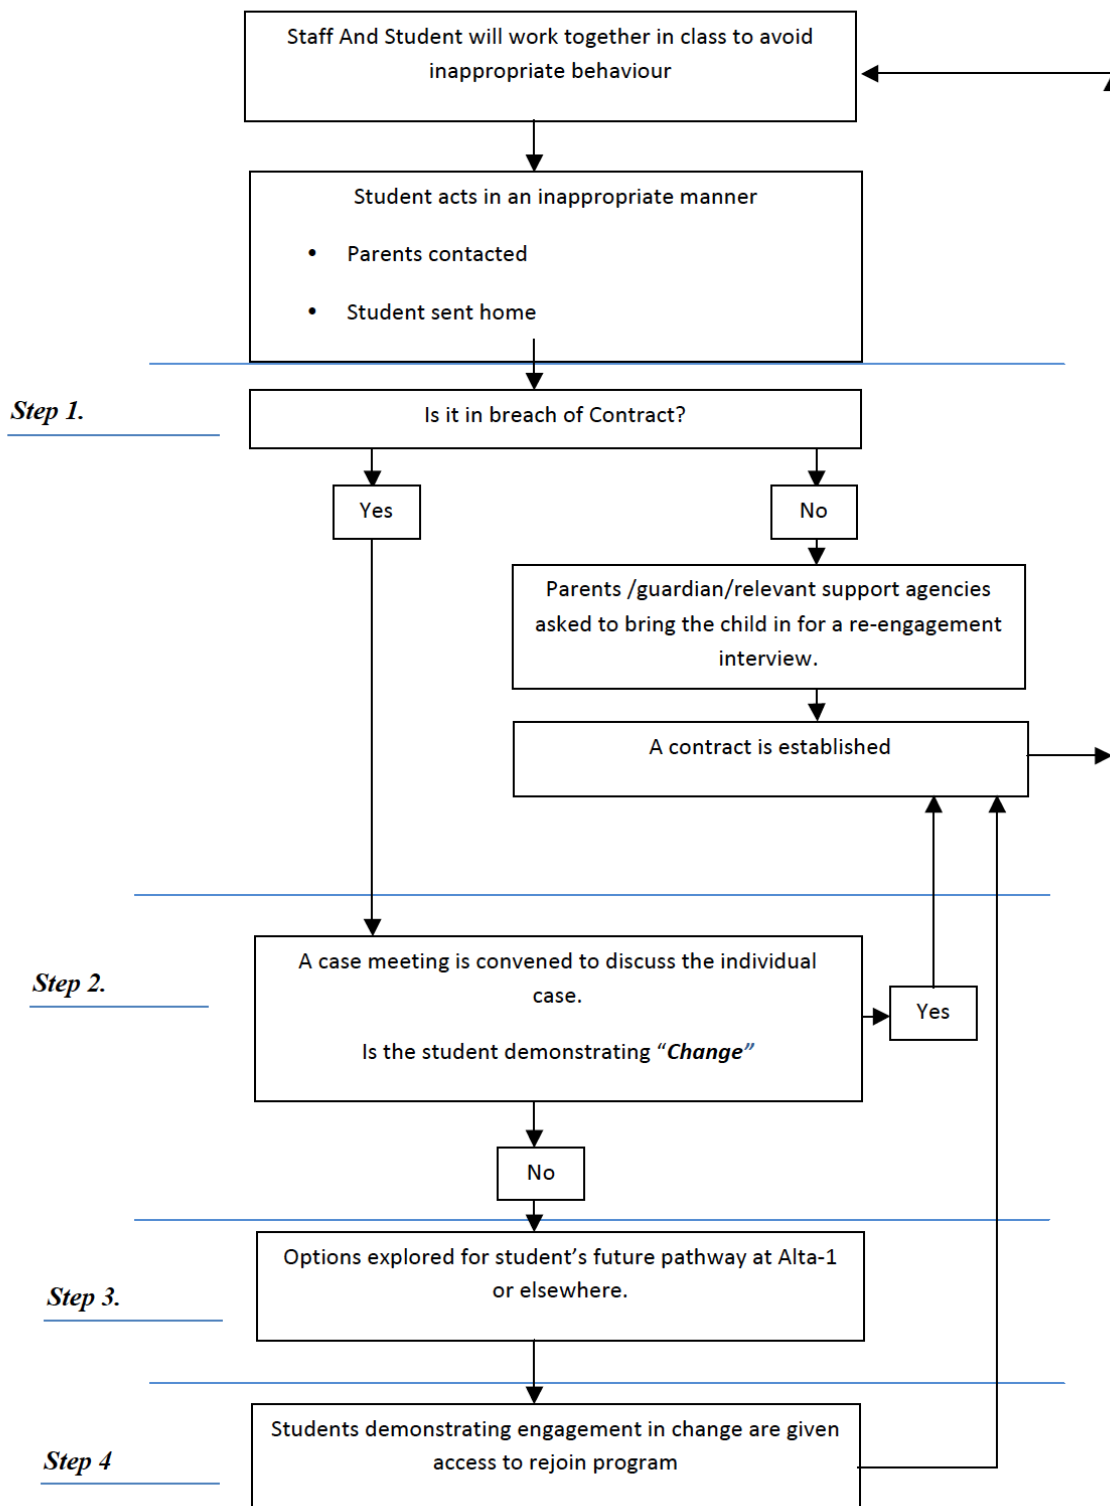 Staff And Student will work together in class to avoid
inappropriate behaviour
Student acts in an inappropriate manner
• Parents contacted
• Student sent home
Step 1.
Is it in breach of Contract?
Yes
No
Parents /guardian/relevant support agencies
asked to bring the child in for a re-engagement
interview.
A contract is established
Step 2.
A case meeting is convened to discuss the individual
case.
Is the student demonstrating “Change”
Yes
No
Step 3.
Options explored for student’s future pathway at Alta-1
or elsewhere.
Step 4
Students demonstrating engagement in change are given
access to rejoin program